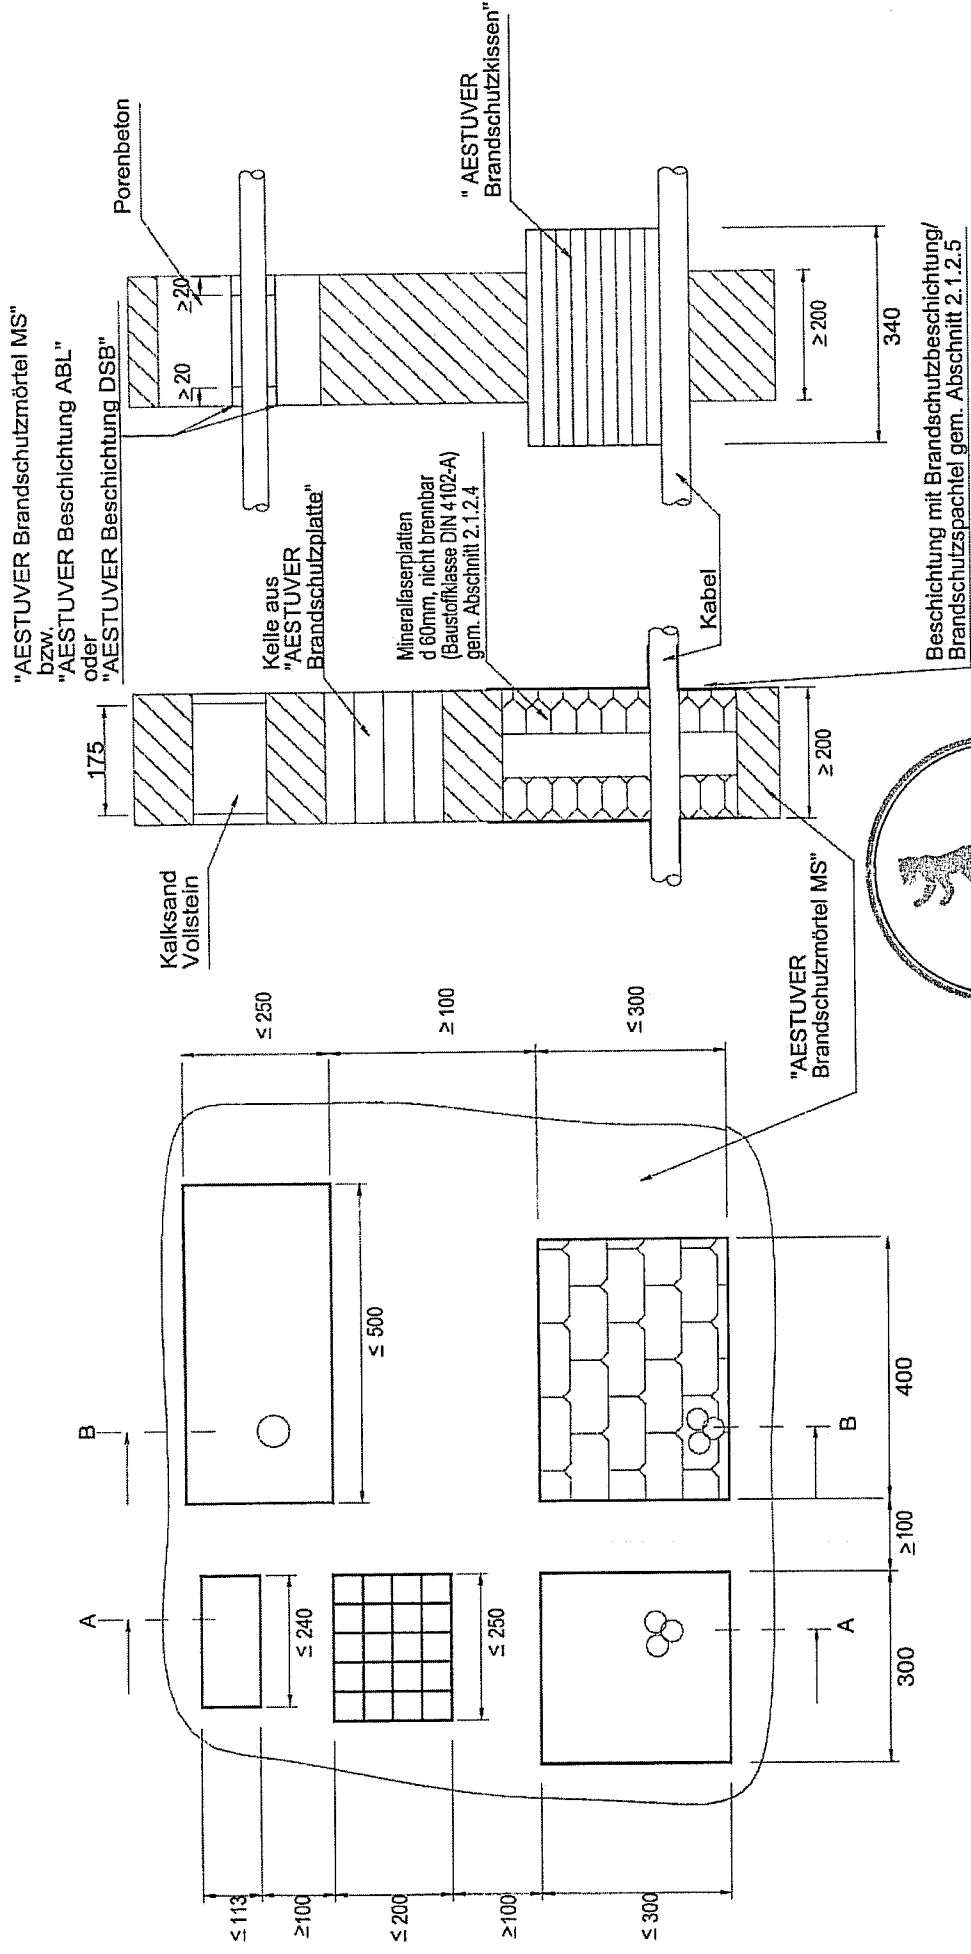 "AESTUVER Brandschutzmörtel MS"
bzw.
"AESTUVER Beschichtung ABL"
oder
"AESTUVER Beschichtung DSB"
175
Kalksand
Vollstein
Keile aus
"AESTUVER
Brandschutzplatte"
Mineralfaserplatten
d 60mm, nicht brennbar
(Baustoffklasse DIN 4102-A)
gem. Abschnitt 2.1.2.4
≥ 200
Kabel
"AESTUVER
Brandschutzmörtel MS"
Beschichtung mit Brandschutzbeschichtung/
Brandschutzspachtel gem. Abschnitt 2.1.2.5
Porenbeton
≥20
≥20
" AESTUVER
Brandschutzkissen"
≥ 200
340
A
B
≤ 113
≥100
≤ 200
≥100
≤ 300
≤ 240
≤ 250
≤ 500
≤ 250
≥ 100
≤ 300
A
B
300
≥100
400